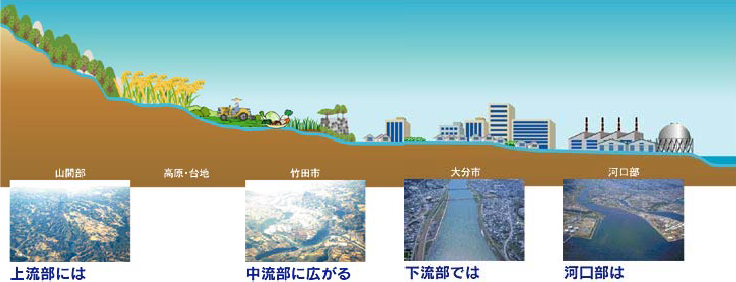 山間部 高原・台地 竹田市 大分市 河口部
上流部には 中流部に広がる 下流部では 河口部は